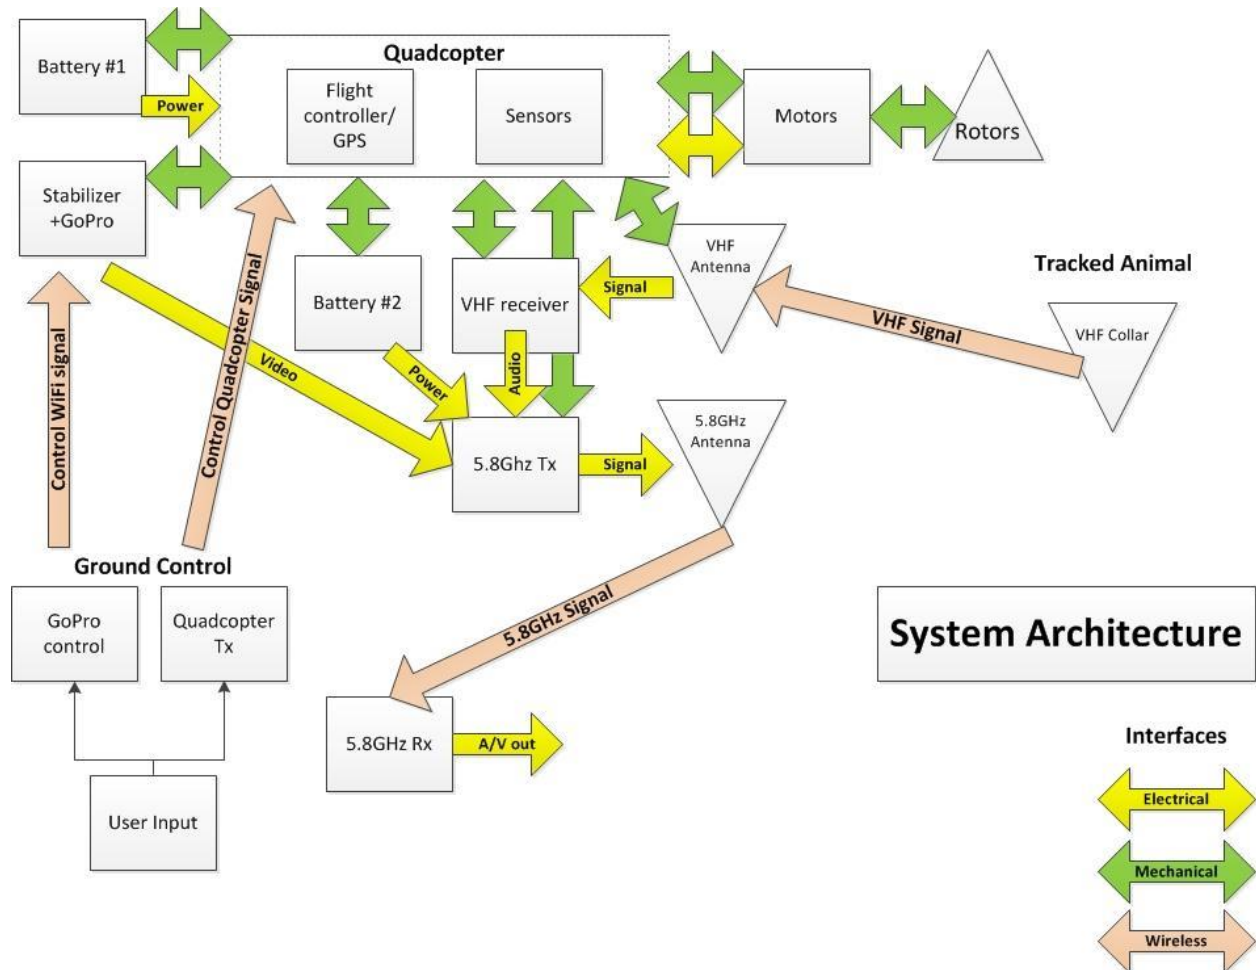 Quadcopter
Battery #1
Power
Flight
controller/
GPS
Sensors
Motors
Rotors
Stabilizer
+GoPro
Battery #2
VHF receiver
Signal
VHF
Antenna
Tracked Animal
VHF Signal
VHF Collar
Control WiFi signal
Control Quadcopter Signal
Video
Power
Audio
5.8Ghz Tx
Signal
5.8GHz
Antenna
Ground Control
GoPro
control
Quadcopter
Tx
5.8GHz Signal
System Architecture
5.8GHz Rx
A/V out
User Input
Interfaces
Electrical
Mechanical
Wireless